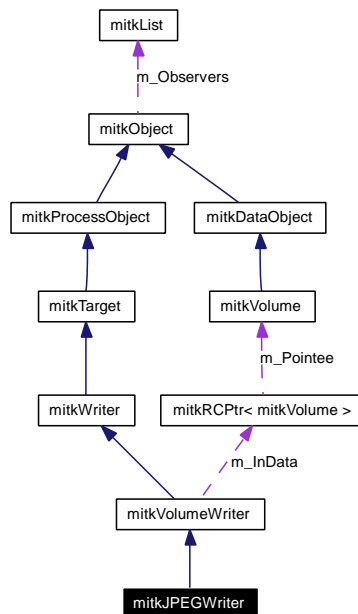 mitkList
m_Observers
mitkObject
mitkProcessObject
mitkDataObject
mitkTarget
mitkVolume
m_Pointee
mitkWriter
mitkRCPtr< mitkVolume >
m_InData
mitkVolumeWriter
mitkJPEGWriter